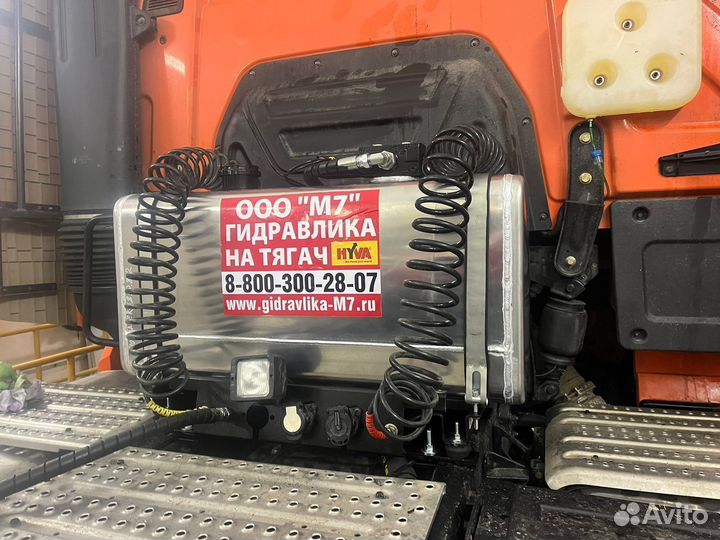 ООО "М7"
ГИДРАВЛИКА
НА ТЯГАЧ
HYVA
8-800-300-28-07
www.gidravlika-M7.ru
Avito